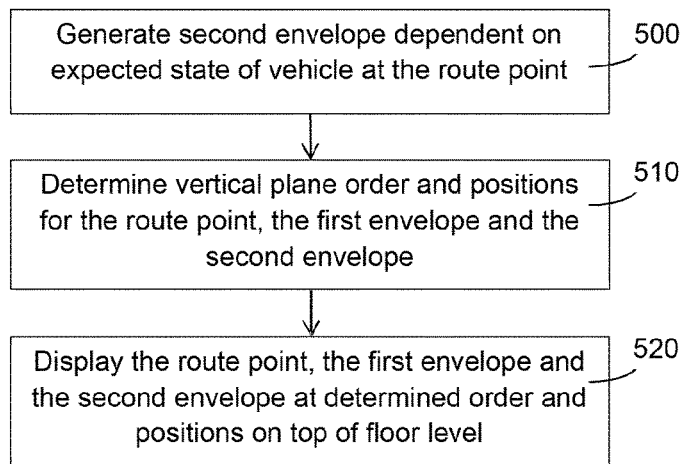 Generate second envelope dependent on
expected state of vehicle at the route point
500
Determine vertical plane order and positions
for the route point, the first envelope and the
second envelope
510
Display the route point, the first envelope and
the second envelope at determined order and
positions on top of floor level
520